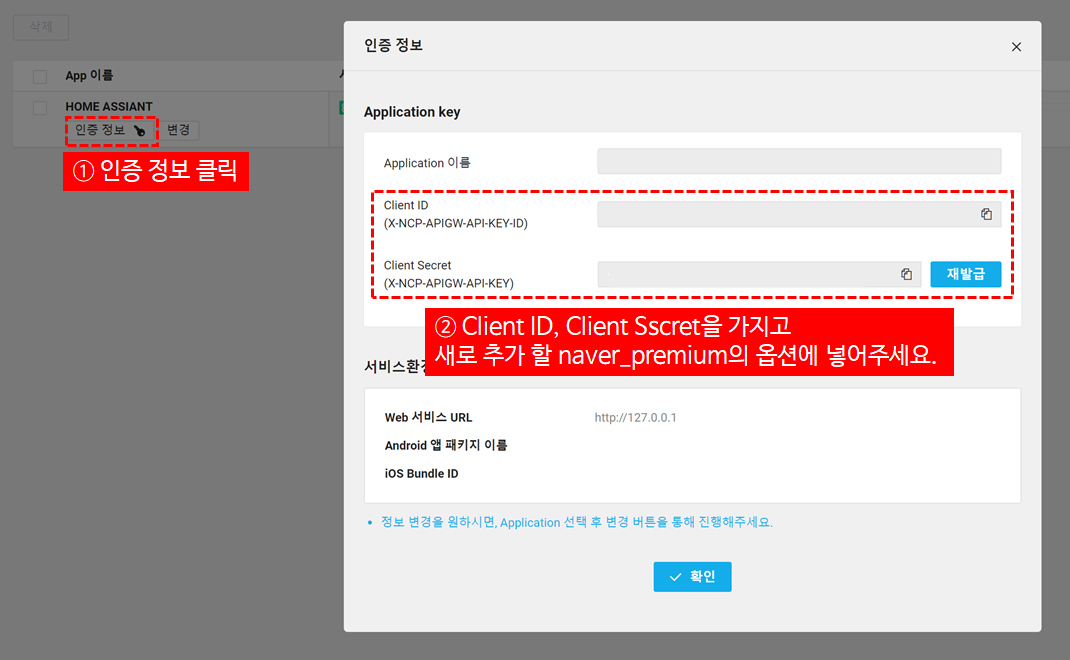 삭제
인증 정보
App 이름
HOME ASSIANT
인증 정보
변경
① 인증 정보 클릭
Application key
Application 이름
Client ID
(X-NCP-APIGW-API-KEY-ID)
Client Secret
(X-NCP-APIGW-API-KEY)
재발급
② Client ID, Client Sscret을 가지고
새로 추가 할 naver_premium의 옵션에 넣어주세요.
서비스환
Web 서비스 URL
http://127.0.0.1
Android 앱 패키지 이름
iOS Bundle ID
정보 변경을 원하시면, Application 선택 후 변경 버튼을 통해 진행해주세요.
확인